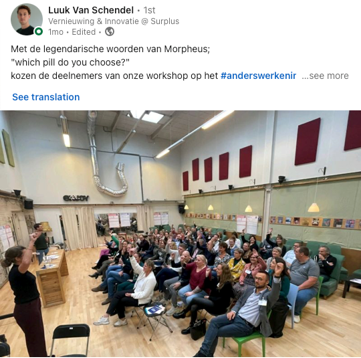 Luuk Van Schendel • 1st
Vernieuwing & Innovatie @ Surplus
1mo • Edited •
Met de legendarische woorden van Morpheus;
"which pill do you choose?"
kozen de deelnemers van onze workshop op het #anderswerkenir ...see more
See translation